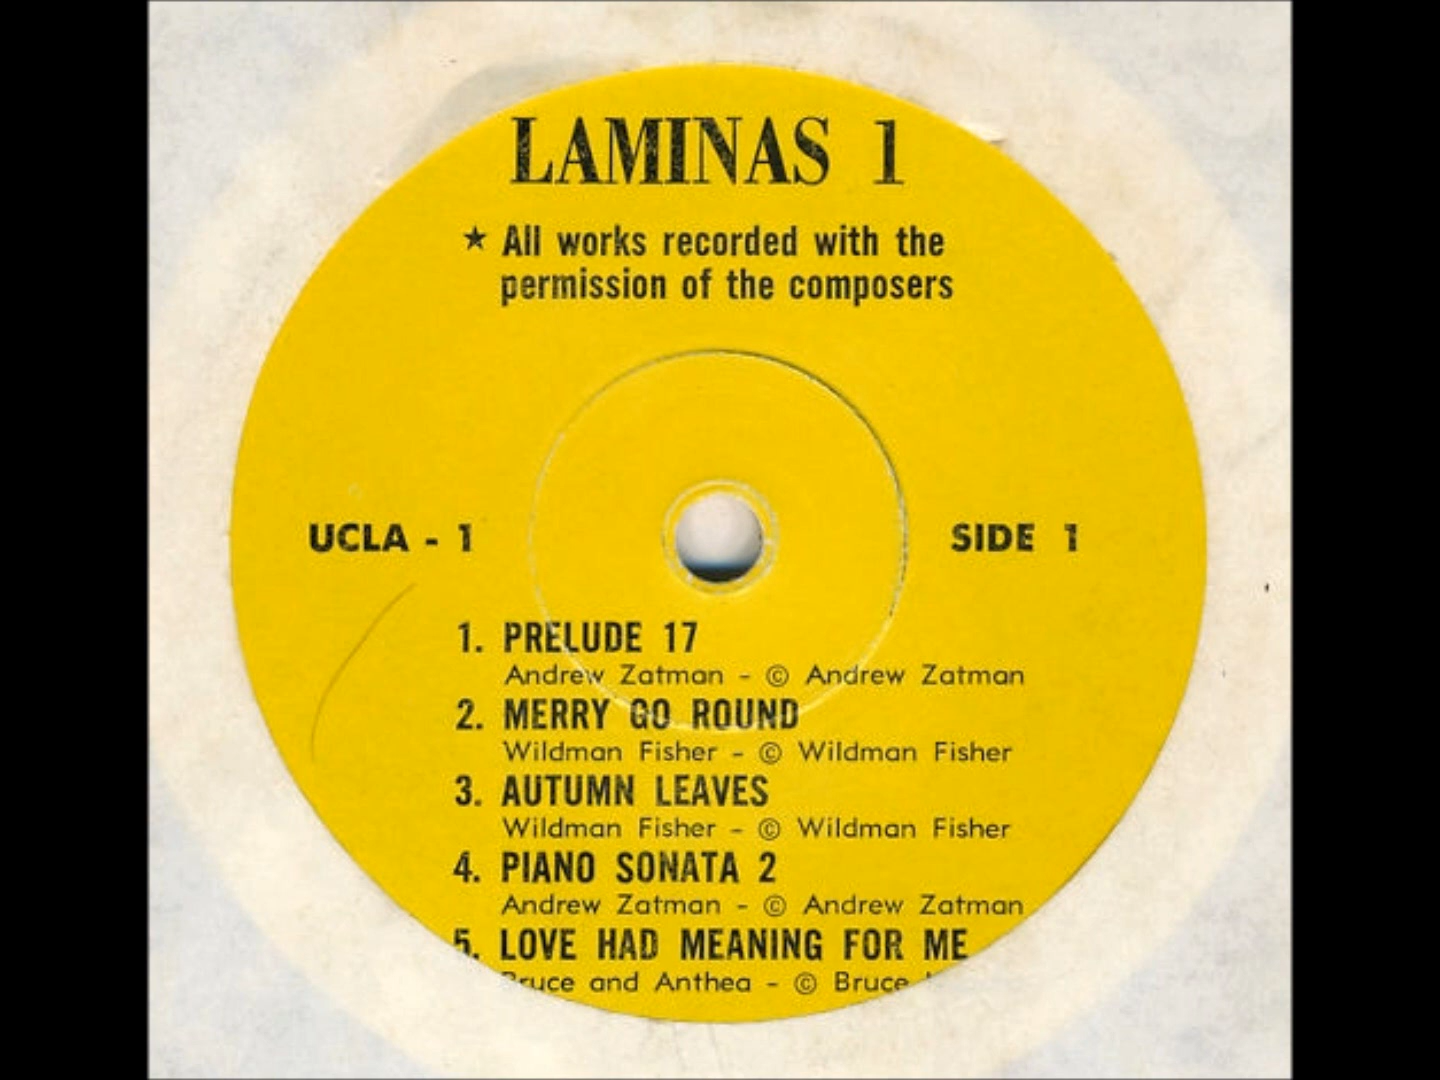 LAMINAS 1
★ All works recorded with the
permission of the composers
UCLA - 1
SIDE 1
1. PRELUDE 17
Andrew Zatman - © Andrew Zatman
2. MERRY GO ROUND
Wildman Fisher - © Wildman Fisher
3. AUTUMN LEAVES
Wildman Fisher - © Wildman Fisher
4. PIANO SONATA 2
Andrew Zatman - © Andrew Zatman
5. LOVE HAD MEANING FOR ME
Bruce and Anthea - © Bruce